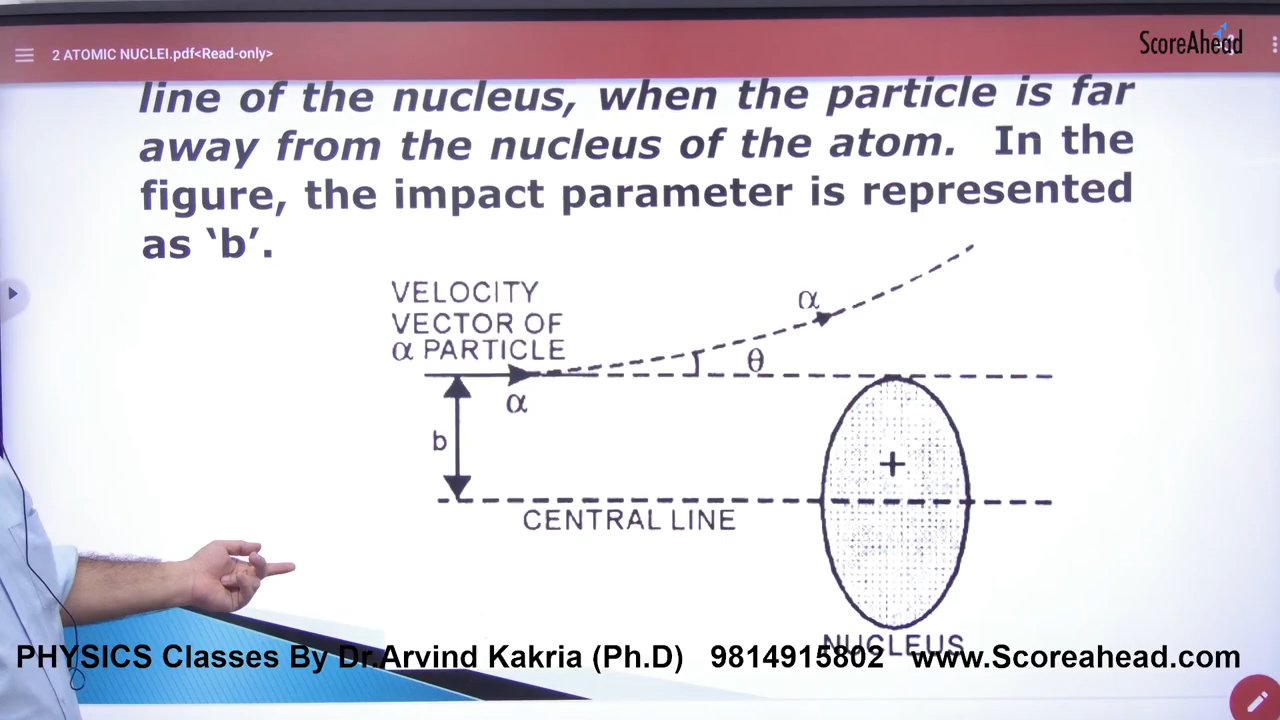 2 ATOMIC NUCLEI.pdf<Read-only>
ScoreAhead
line of the nucleus, when the particle is far
away from the nucleus of the atom. In the
figure, the impact parameter is represented
as ‘b’.
VELOCITY
VECTOR OF
α PARTICLE
α
θ
α
b
+
CENTRAL LINE
NUCLEUS
PHYSICS Classes By Dr.Arvind Kakria (Ph.D) 9814915802 www.Scoreahead.com